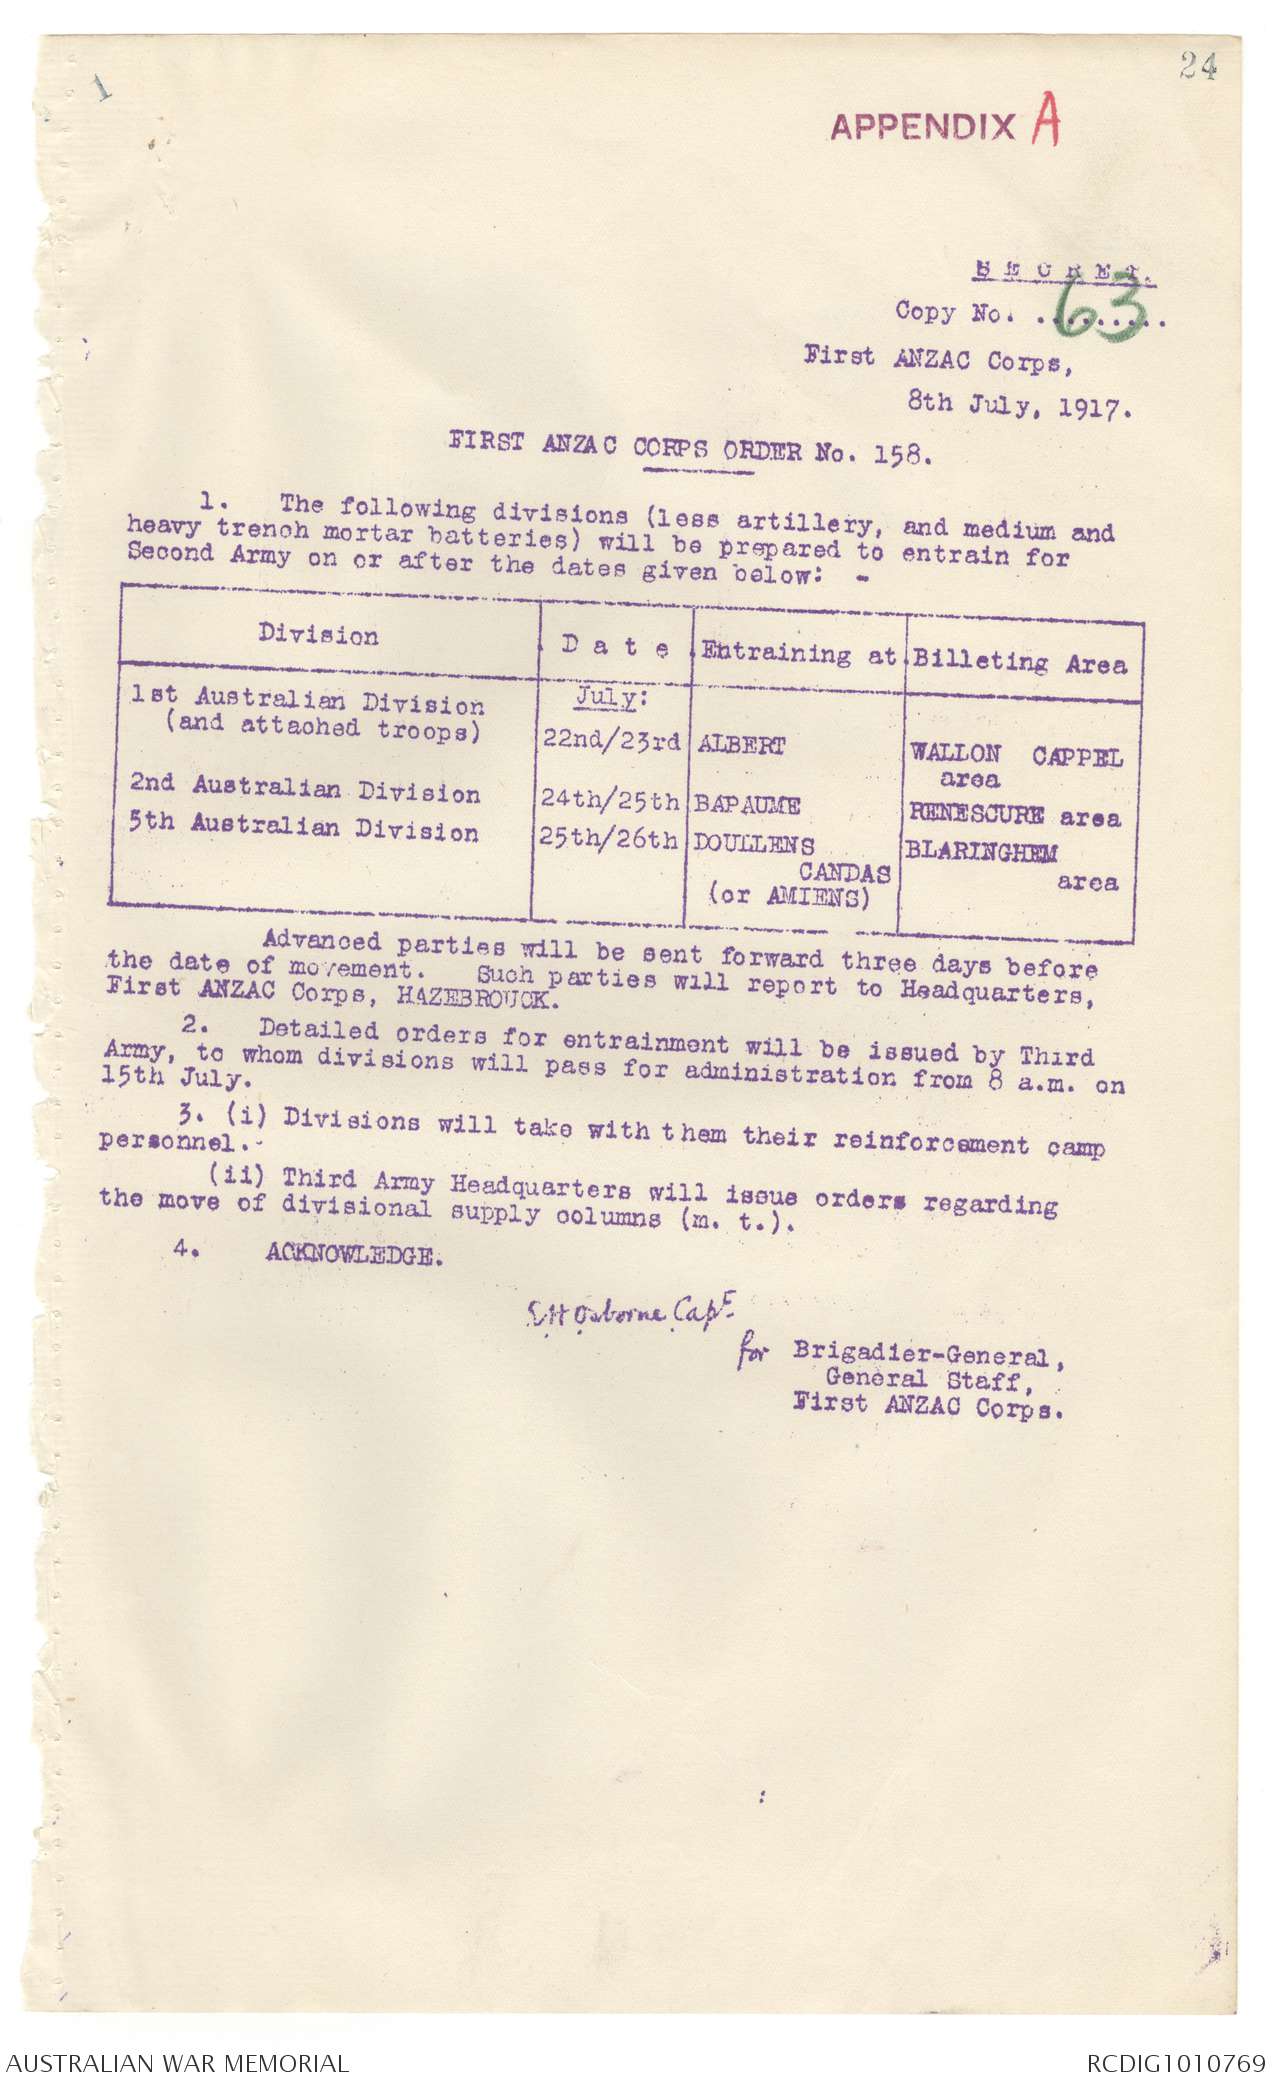 24
1
APPENDIX A
S E C R E T.
Copy No. ..63.......
First ANZAC Corps,
8th July, 1917.
FIRST ANZAC CORPS ORDER No. 158.
1. The following divisions (less artillery, and medium and
heavy trench mortar batteries) will be prepared to entrain for
Second Army on or after the dates given below: -
Division D a t e Entraining at Billeting Area
July:
1st Australian Division
(and attached troops) 22nd/23rd ALBERT WALLON CAPPEL
area
2nd Australian Division 24th/25th BAPAUME RENESCURE area
5th Australian Division 25th/26th DOULLENS BLARINGHEM
CANDAS area
(or AMIENS)
Advanced parties will be sent forward three days before
the date of movement. Such parties will report to Headquarters,
First ANZAC Corps, HAZEBROUCK.
2. Detailed orders for entrainment will be issued by Third
Army, to whom divisions will pass for administration from 8 a.m. on
15th July.
3. (i) Divisions will take with them their reinforcement camp
personnel.
(ii) Third Army Headquarters will issue orders regarding
the move of divisional supply columns (m. t.).
4. ACKNOWLEDGE.
Osborne Capt
for Brigadier-General,
General Staff,
First ANZAC Corps.
AUSTRALIAN WAR MEMORIAL
RCDIG1010769